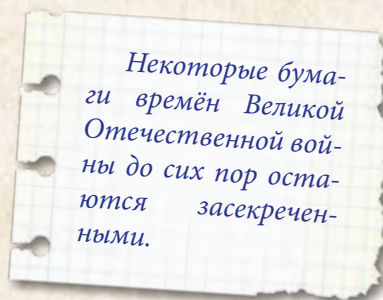 Некоторые бума-
ги времён Великой
Отечественной вой-
ны до сих пор оста-
ются засекречен-
ными.